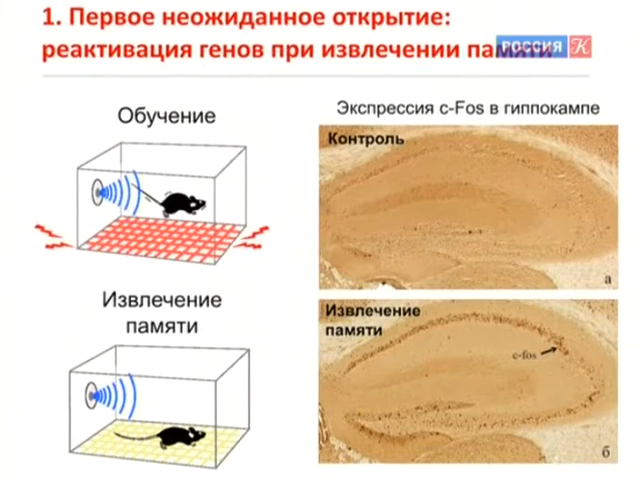 1. Первое неожиданное открытие:
реактивация генов при извлечении памяти
РОССИЯ К
Обучение
Экспрессия c-Fos в гиппокампе
Контроль
а
Извлечение
памяти
Извлечение
памяти
c-fos
б